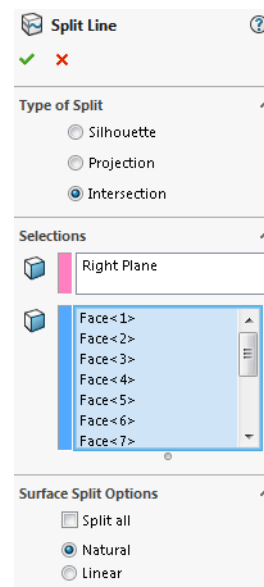 Split Line
Type of Split
Silhouette
Projection
Intersection
Selections
Right Plane
Face<1>
Face<2>
Face<3>
Face<4>
Face<5>
Face<6>
Face<7>
Surface Split Options
Split all
Natural
Linear